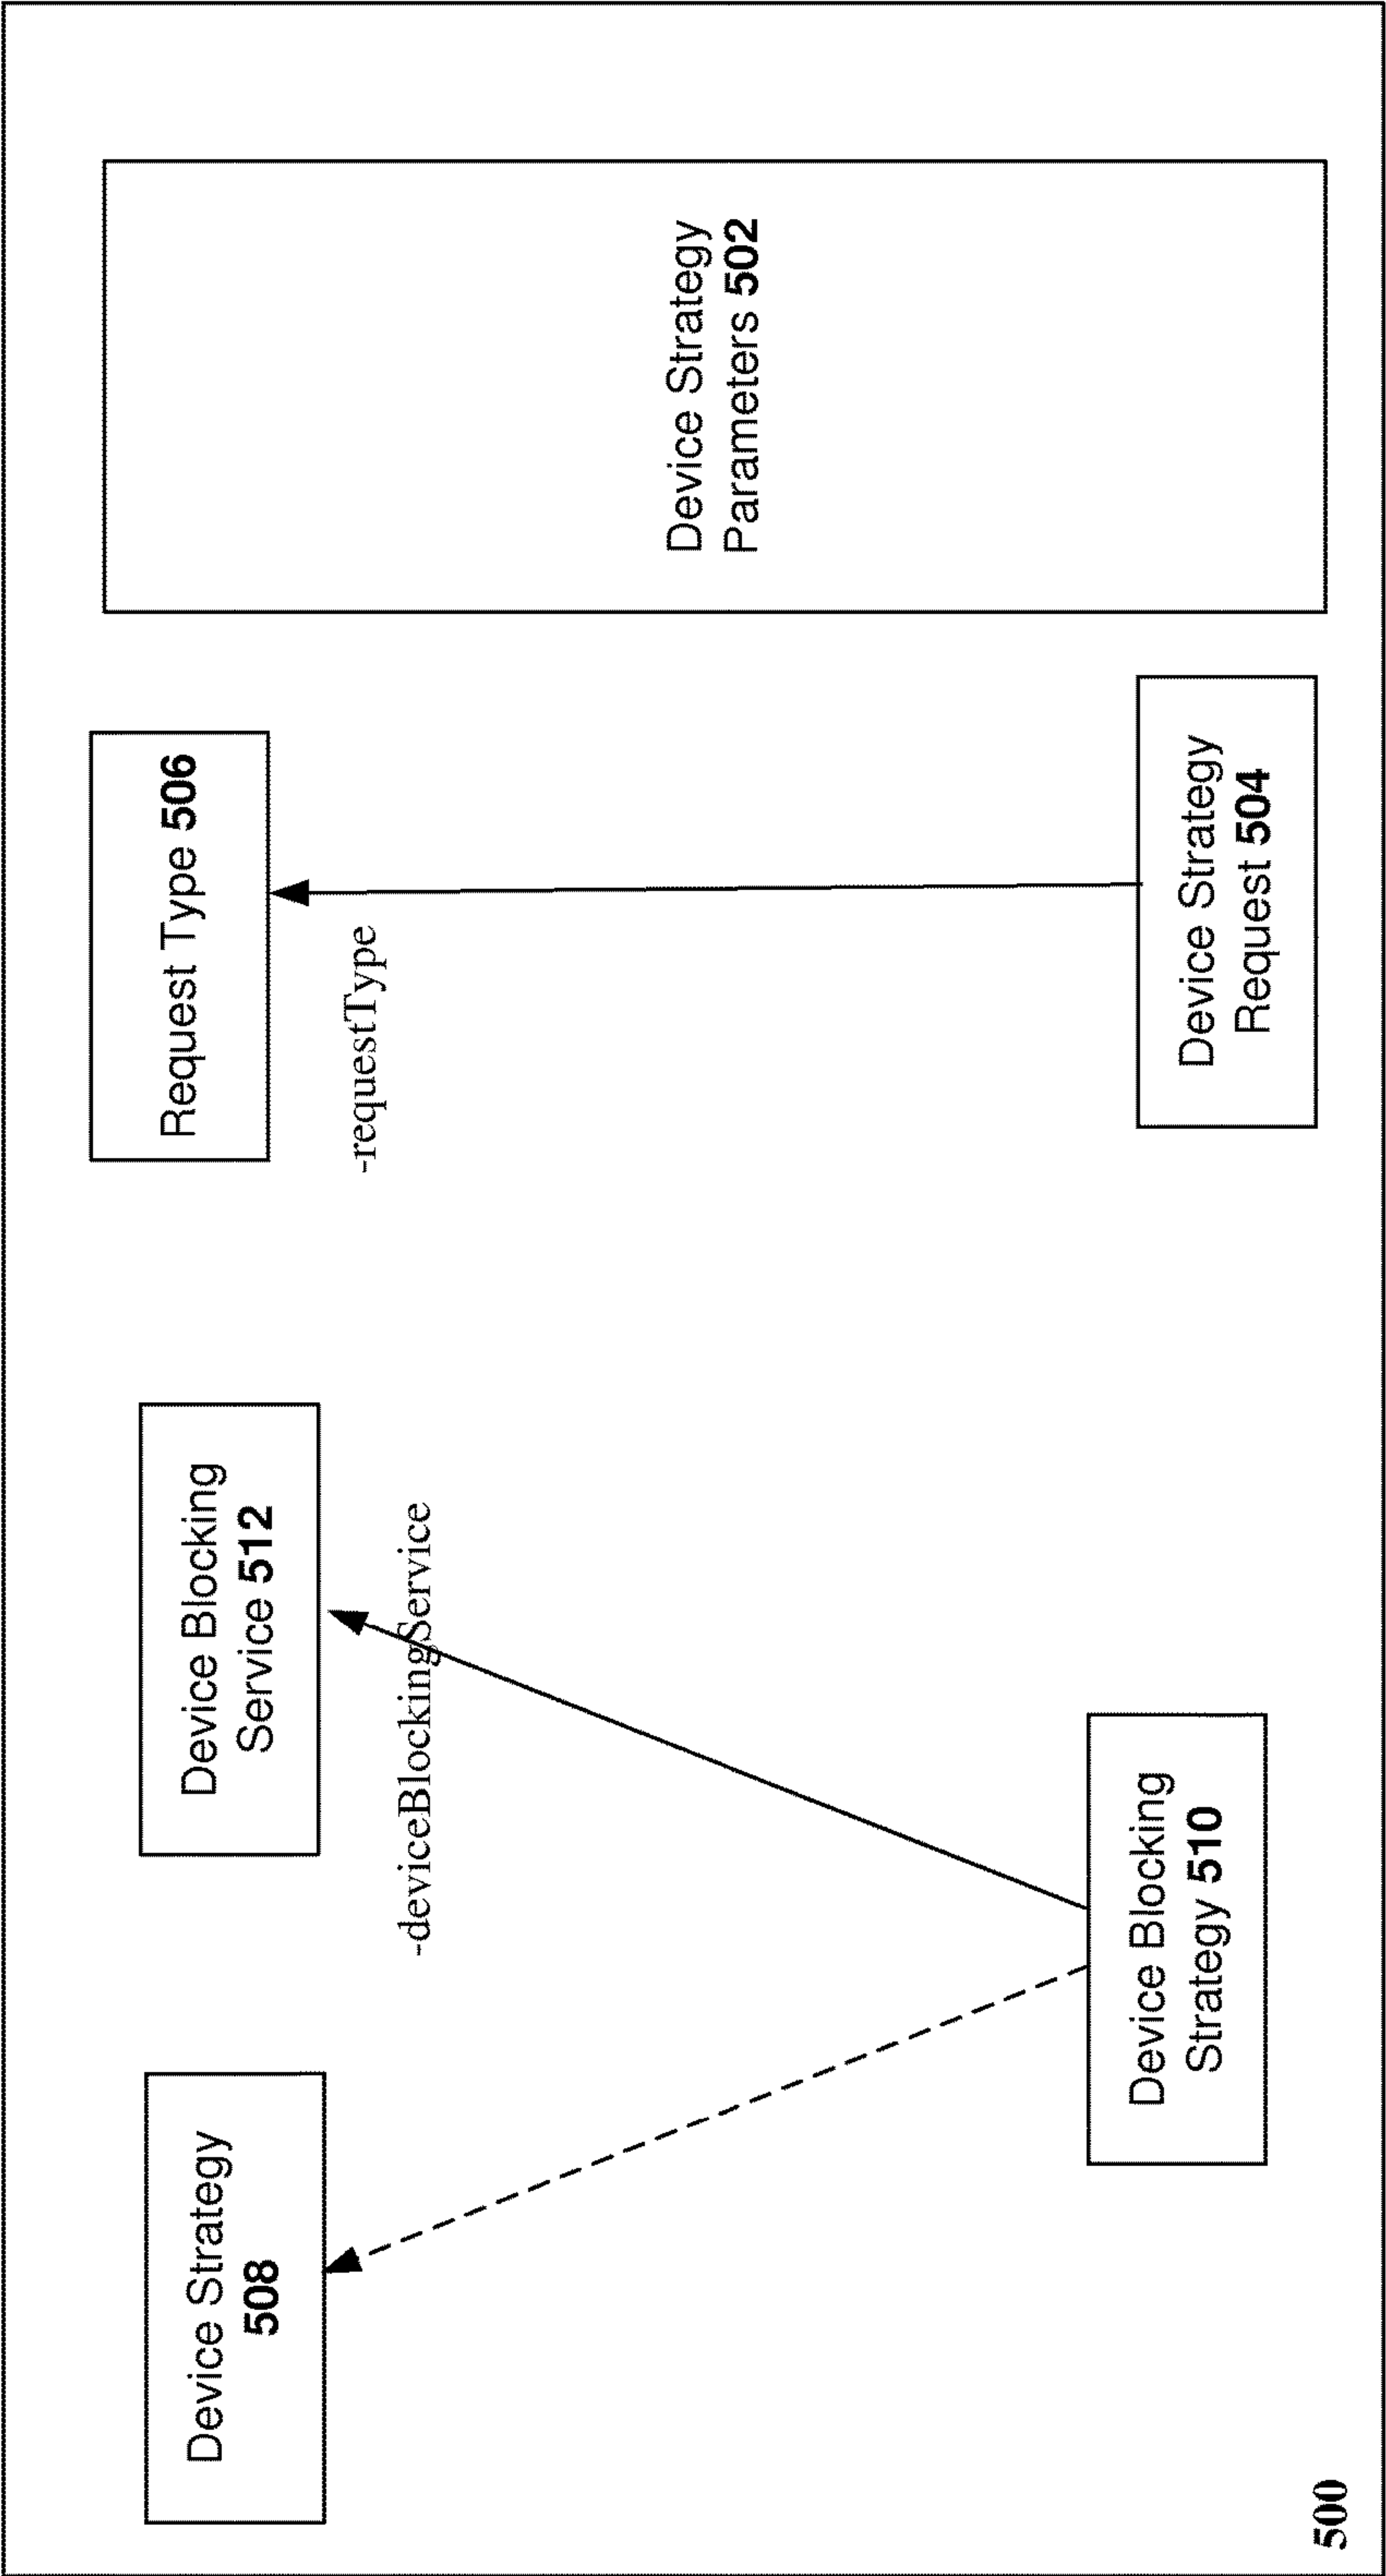 Device Strategy
508
Device Blocking
Service 512
Request Type 506
-deviceBlockingService
-requestType
Device Strategy
Parameters 502
Device Blocking
Strategy 510
Device Strategy
Request 504
500